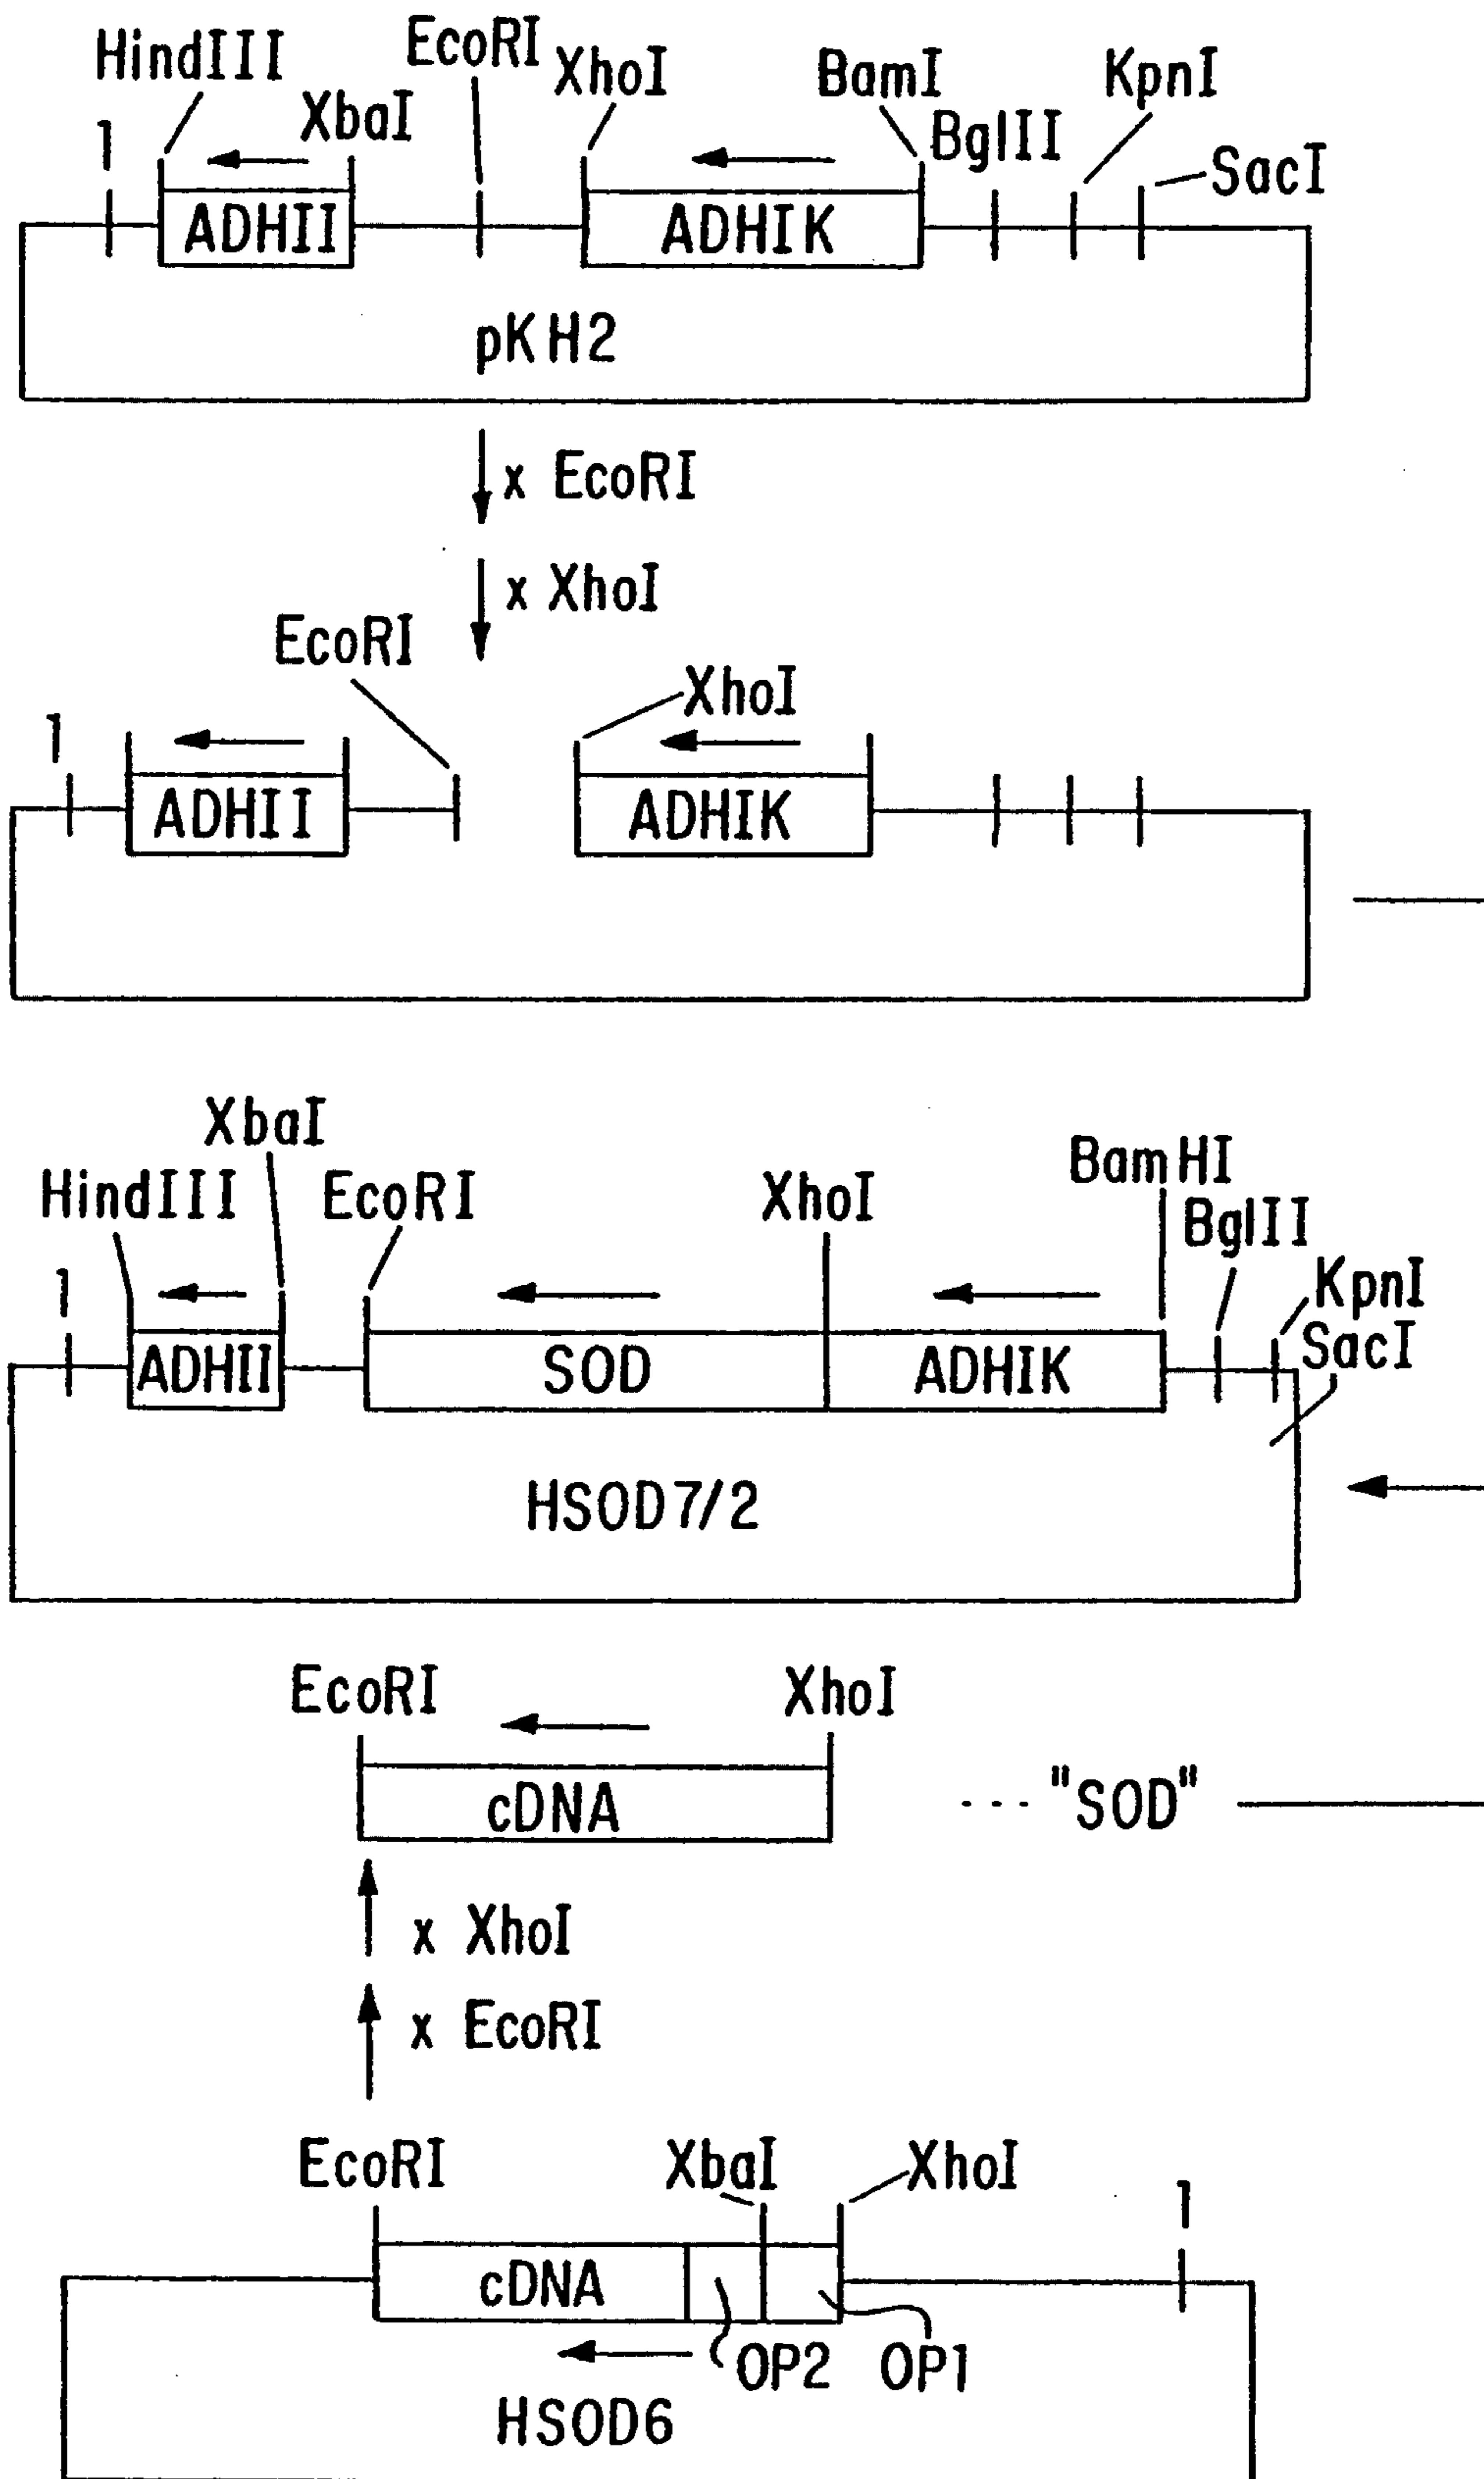 HindIII
EcoRI
XhoI
BamI
KpnI
1
XbaI
BglII
SacI
ADHII
ADHIK
pKH2
x EcoRI
x XhoI
EcoRI
XhoI
1
ADHII
ADHIK
XbaI
HindIII
EcoRI
XhoI
BamHI
BglII
1
KpnI
SacI
ADHII
SOD
ADHIK
HSOD7/2
EcoRI
XhoI
cDNA
... "SOD"
x XhoI
x EcoRI
EcoRI
XbaI
XhoI
1
cDNA
OP2
OP1
HSOD6